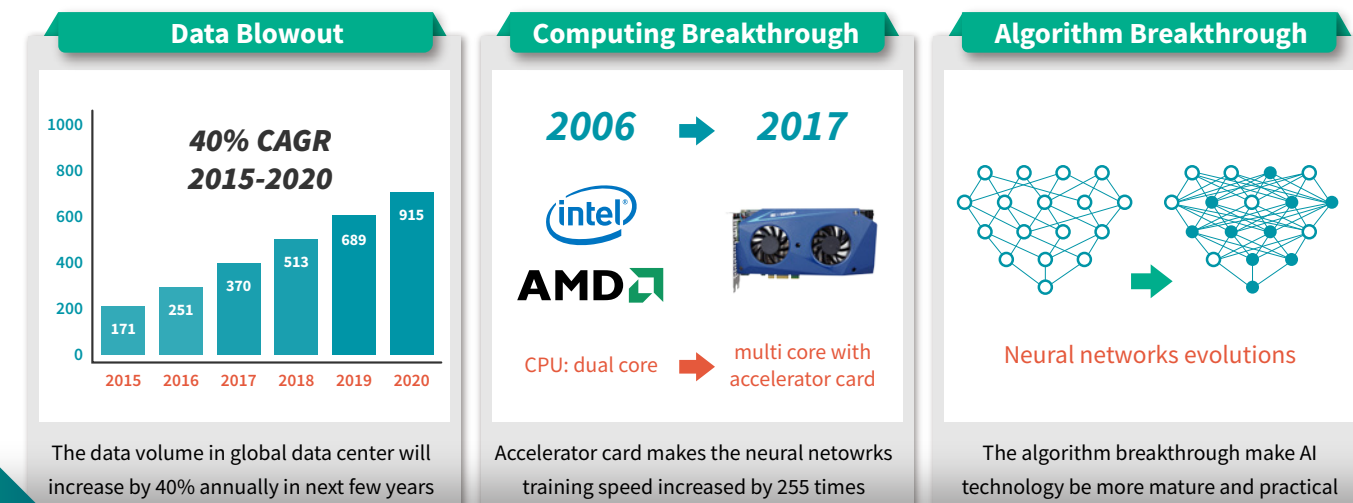 Data Blowout
1000
800
600
400
200
0
40% CAGR
2015-2020
171
251
370
513
689
915
2015 2016 2017 2018 2019 2020
The data volume in global data center will
increase by 40% annually in next few years
Computing Breakthrough
2006 2017
intel®
AMD
CPU: dual core
multi core with
accelerator card
Accelerator card makes the neural netowrks
training speed increased by 255 times
Algorithm Breakthrough
Neural networks evolutions
The algorithm breakthrough make AI
technology be more mature and practical